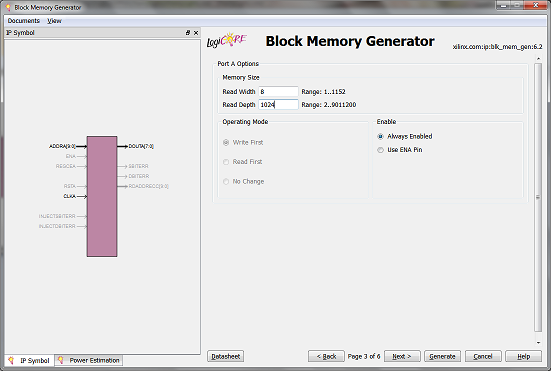 Block Memory Generator
Documents View
IP Symbol
ADDRA[9:0]
ENA
REGCEA
RSTA
CLKA
INJECTSBITERR
INJECTDBITERR
DOUTA[7:0]
SBITERR
DBITERR
RDADDRECC[9:0]
IP Symbol
Power Estimation
LogiCORE
Block Memory Generator
xilinx.com:ip:blk_mem_gen:6.2
Port A Options
Memory Size
Read Width 8 Range: 1..1152
Read Depth 1024 Range: 2..9011200
Operating Mode
Write First
Read First
No Change
Enable
Always Enabled
Use ENA Pin
Datasheet
< Back Page 3 of 6 Next > Generate Cancel Help